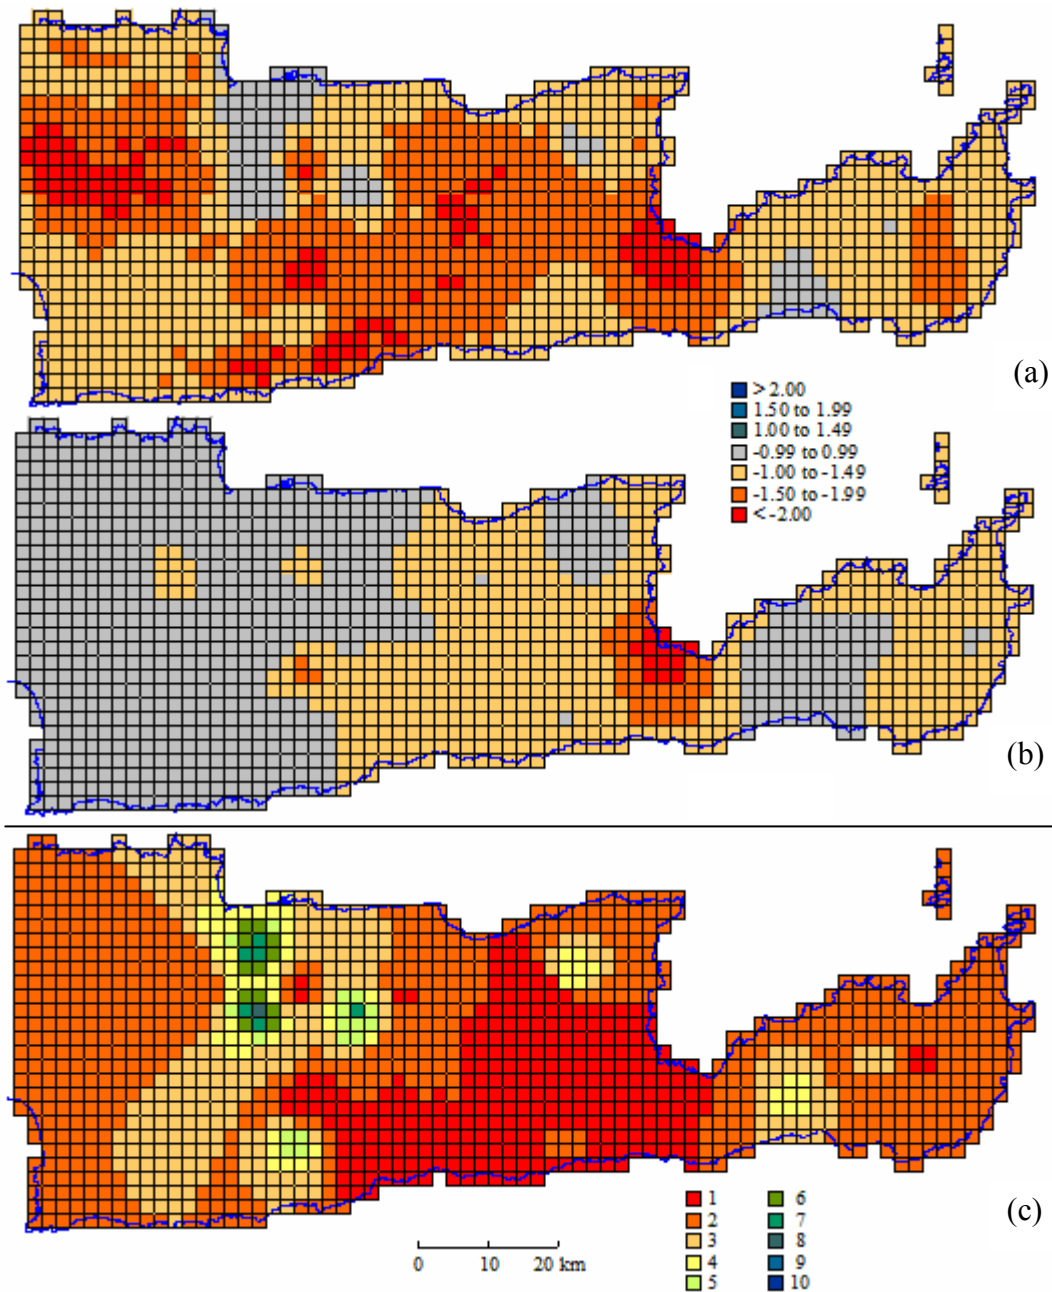 (a)
> 2.00
1.50 to 1.99
1.00 to 1.49
-0.99 to 0.99
-1.00 to -1.49
-1.50 to -1.99
< -2.00
(b)
1 6
2 7
3 8
4 9
5 10
(c)
0 10 20 km